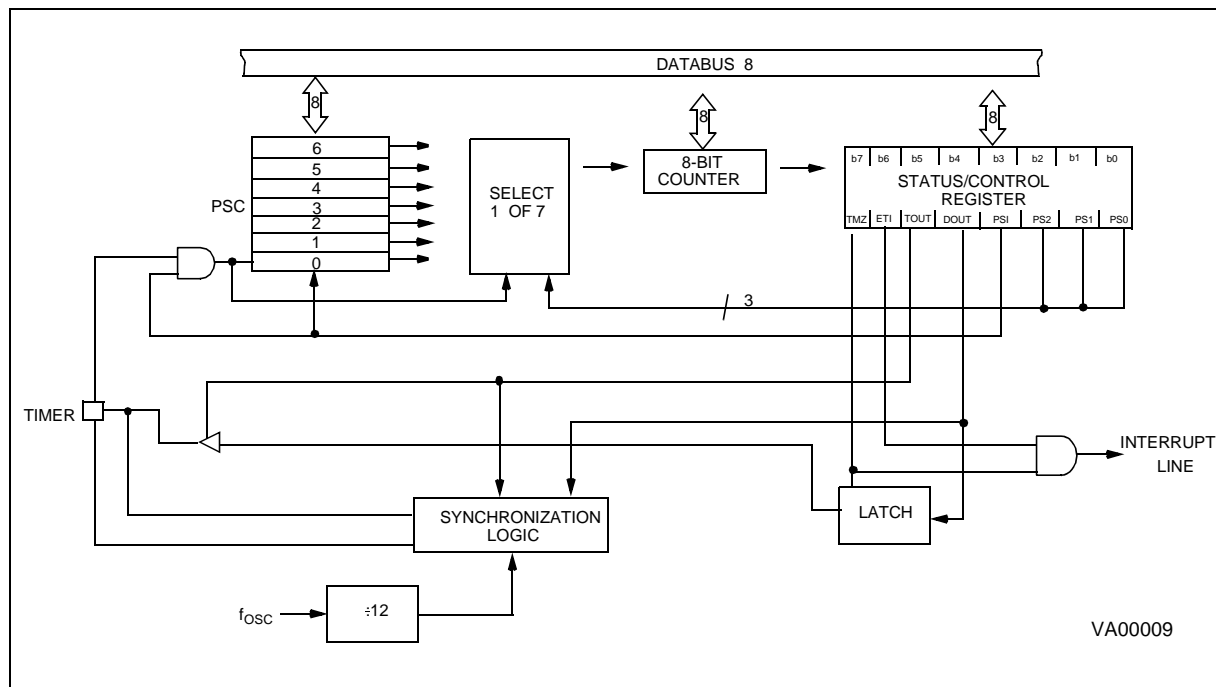 DATABUS 8
8
8
8
6
5
4
3
2
1
0
PSC
SELECT
1 OF 7
8-BIT
COUNTER
b7 b6 b5 b4 b3 b2 b1 b0
STATUS/CONTROL
REGISTER
TMZ ETI TOUT DOUT PSI PS2 PS1 PS0
3
TIMER
INTERRUPT
LINE
SYNCHRONIZATION
LOGIC
LATCH
fOSC
÷12
VA00009